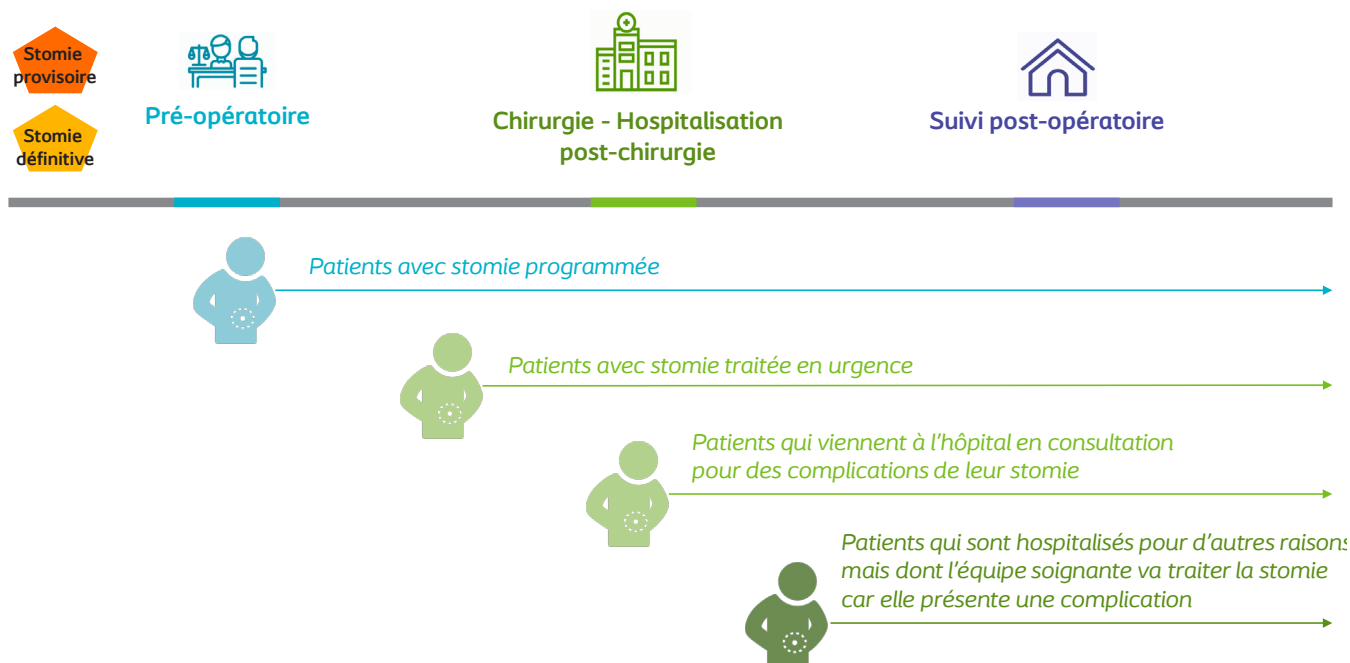 Stomie
provisoire
Stomie
définitive
Pré-opératoire
Chirurgie - Hospitalisation
post-chirurgie
Suivi post-opératoire
Patients avec stomie programmée
Patients avec stomie traitée en urgence
Patients qui viennent à l'hôpital en consultation
pour des complications de leur stomie
Patients qui sont hospitalisés pour d'autres raisons
mais dont l'équipe soignante va traiter la stomie
car elle présente une complication